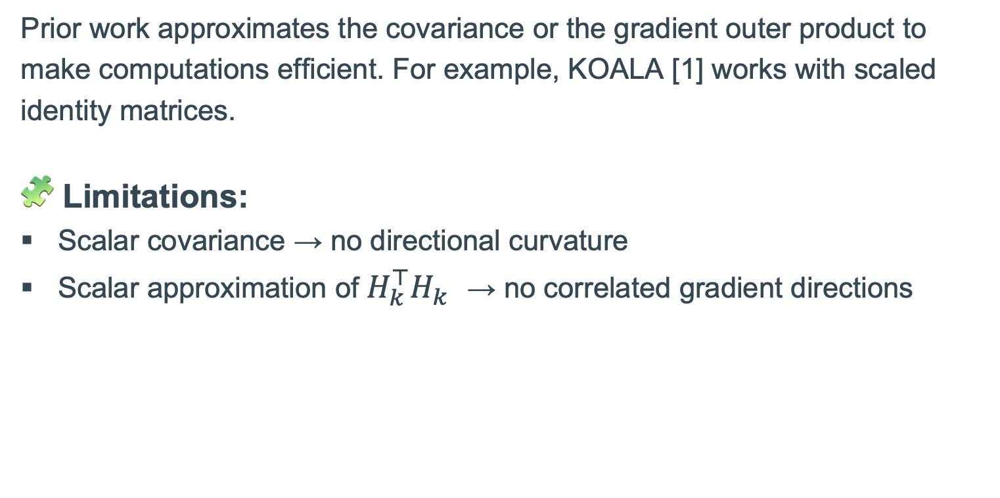 Prior work approximates the covariance or the gradient outer product to
make computations efficient. For example, KOALA [1] works with scaled
identity matrices.
🧩 Limitations:
▪ Scalar covariance → no directional curvature
▪ Scalar approximation of $H_k^\top H_k$ → no correlated gradient directions